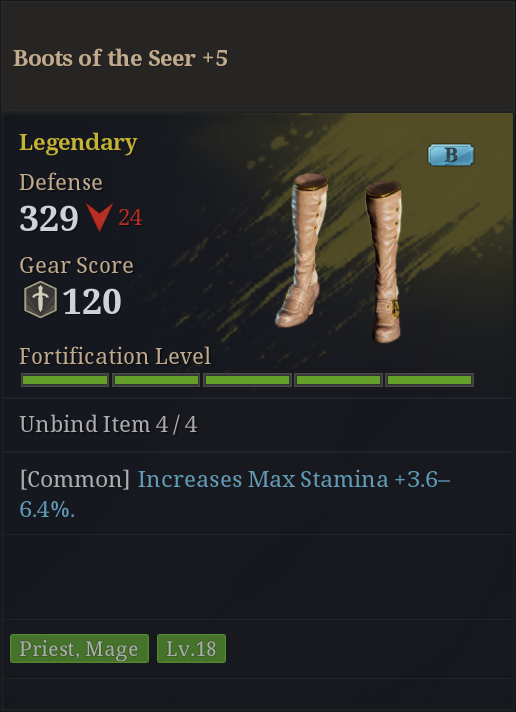 Boots of the Seer +5
Legendary
B
Defense
329 24
Gear Score
120
Fortification Level
Unbind Item 4 / 4
[Common] Increases Max Stamina +3.6–
6.4%.
Priest, Mage Lv.18